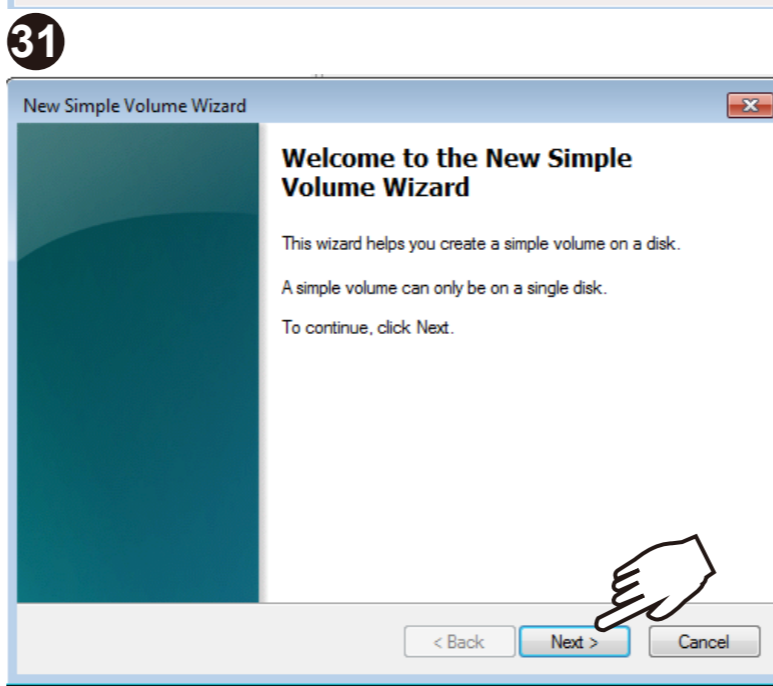 31
New Simple Volume Wizard
Welcome to the New Simple
Volume Wizard
This wizard helps you create a simple volume on a disk.
A simple volume can only be on a single disk.
To continue, click Next.
< Back Next > Cancel